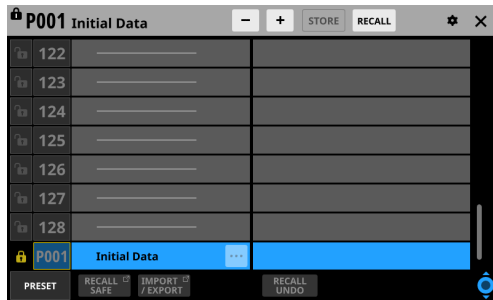 P001 Initial Data - + STORE RECALL
122
123
124
125
126
127
128
P001 Initial Data ...
PRESET RECALL SAFE IMPORT / EXPORT RECALL UNDO